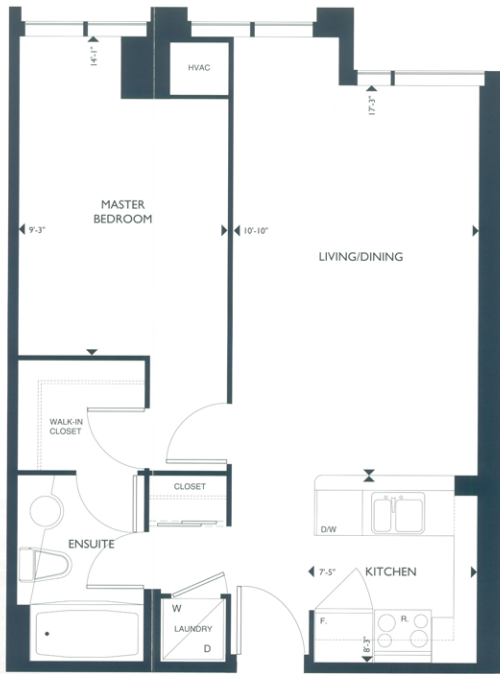 HVAC
14'-1"
17'-3"
MASTER
BEDROOM
9'-3"
10'-10"
LIVING/DINING
WALK-IN
CLOSET
CLOSET
D/W
ENSUITE
7'-5"
KITCHEN
W
LAUNDRY
D
F.
R.
8'-3"